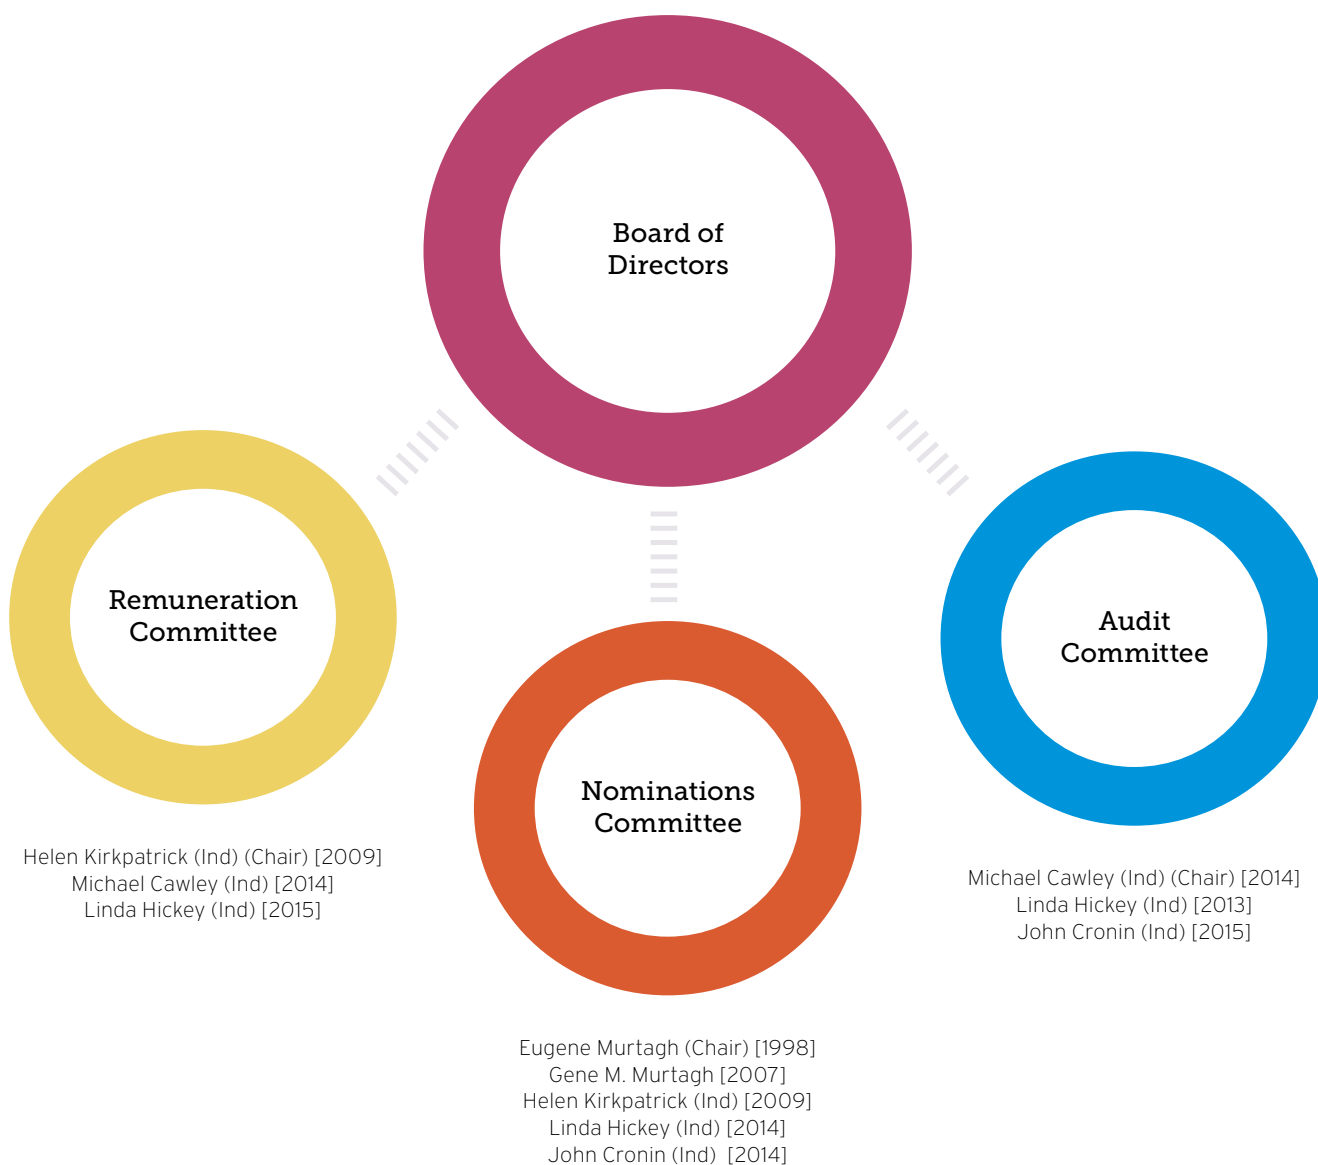 Board of
Directors
Remuneration
Committee
Helen Kirkpatrick (Ind) (Chair) [2009]
Michael Cawley (Ind) [2014]
Linda Hickey (Ind) [2015]
Nominations
Committee
Eugene Murtagh (Chair) [1998]
Gene M. Murtagh [2007]
Helen Kirkpatrick (Ind) [2009]
Linda Hickey (Ind) [2014]
John Cronin (Ind) [2014]
Audit
Committee
Michael Cawley (Ind) (Chair) [2014]
Linda Hickey (Ind) [2013]
John Cronin (Ind) [2015]